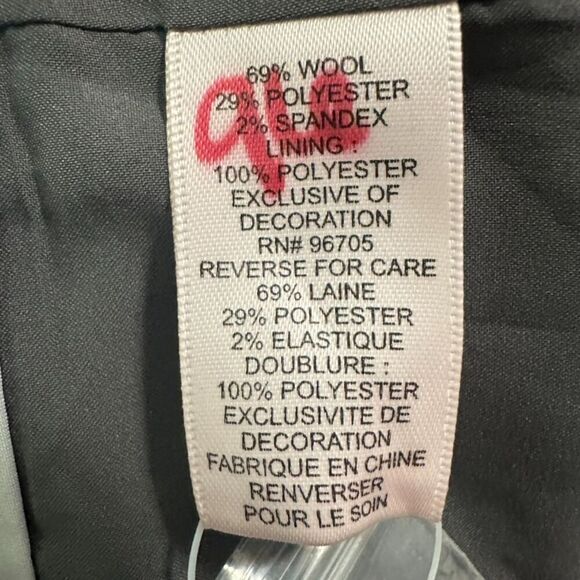 69% WOOL
29% POLYESTER
2% SPANDEX
LINING :
100% POLYESTER
EXCLUSIVE OF
DECORATION
RN# 96705
REVERSE FOR CARE
69% LAINE
29% POLYESTER
2% ELASTIQUE
DOUBLURE :
100% POLYESTER
EXCLUSIVITE DE
DECORATION
FABRIQUE EN CHINE
RENVERSER
POUR LE SOIN